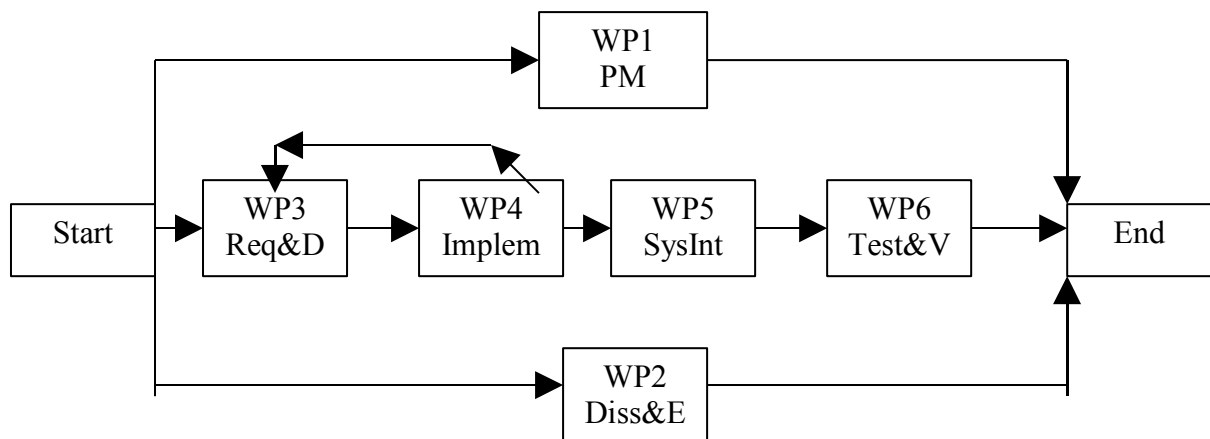 WP1
PM
Start
WP3
Req&D
WP4
Implem
WP5
SysInt
WP6
Test&V
End
WP2
Diss&E